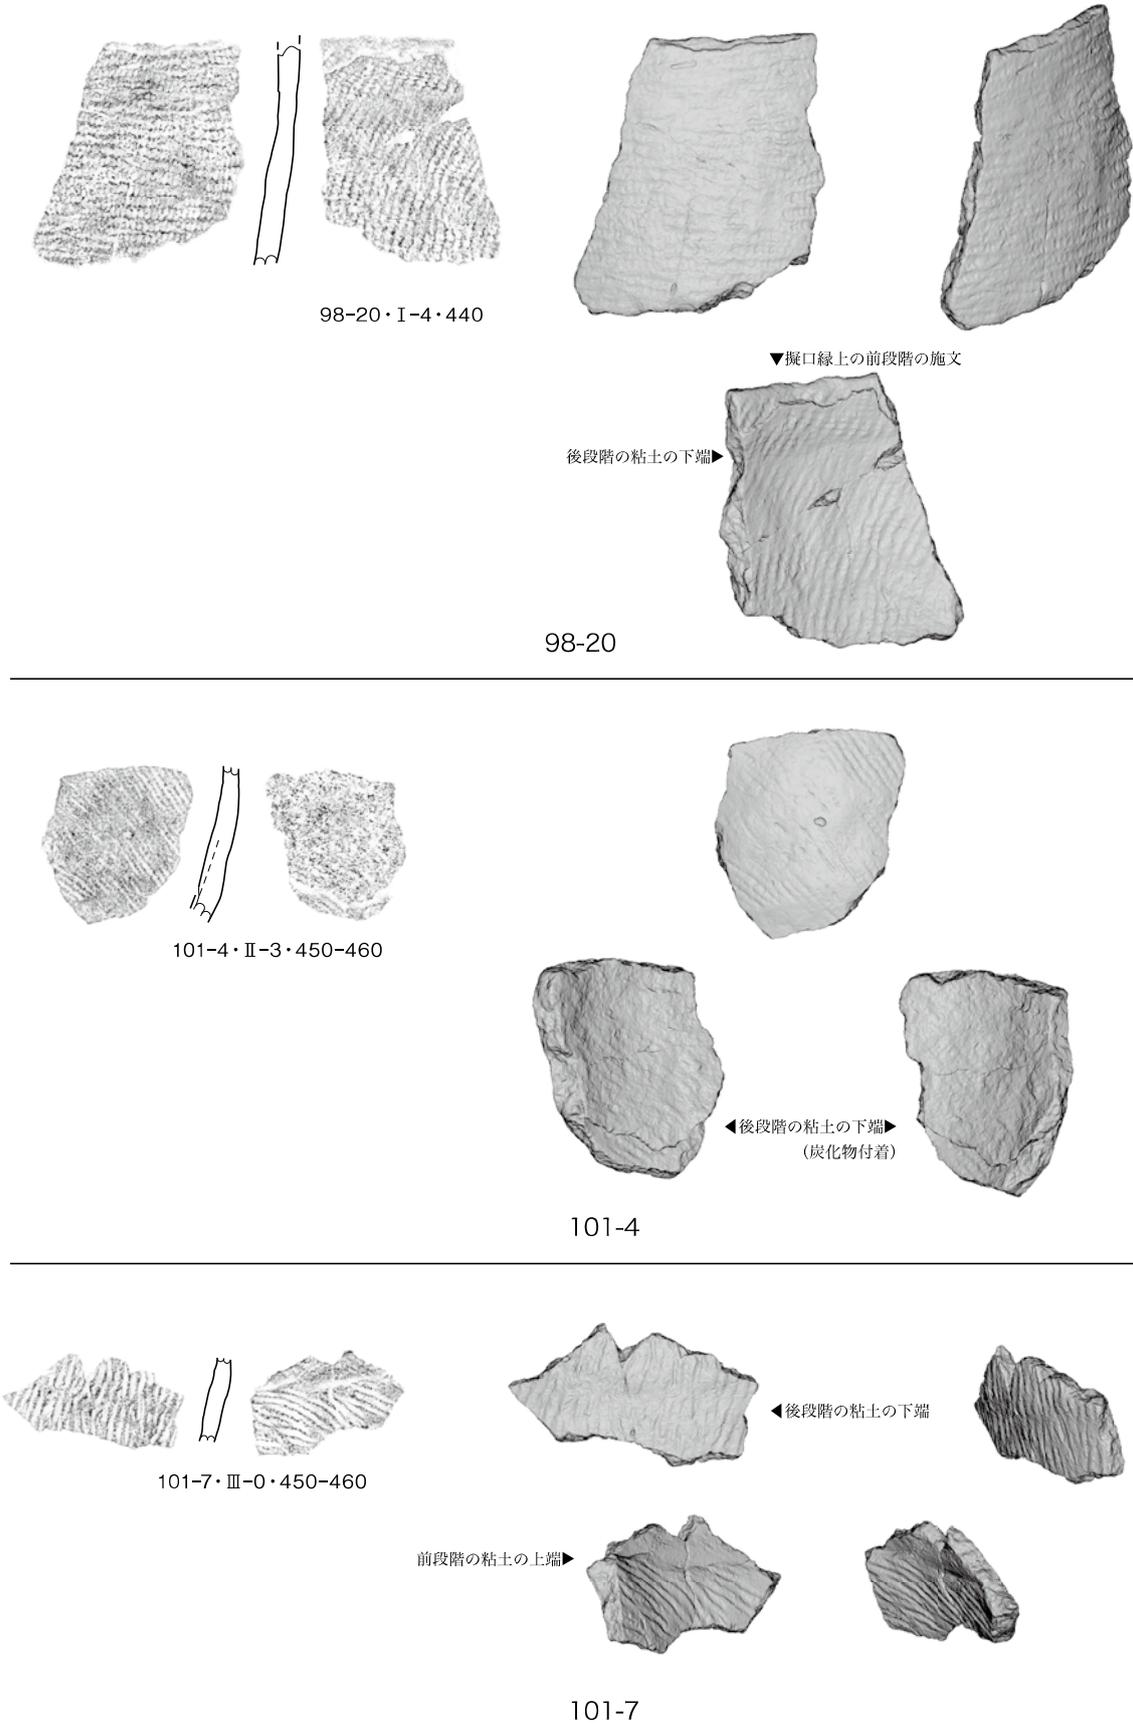 98-20・Ⅰ-4・440
▼擬口縁上の前段階の施文
後段階の粘土の下端▶
98-20
101-4・Ⅱ-3・450-460
◀後段階の粘土の下端▶
（炭化物付着）
101-4
101-7・Ⅲ-0・450-460
◀後段階の粘土の下端
前段階の粘土の上端▶
101-7